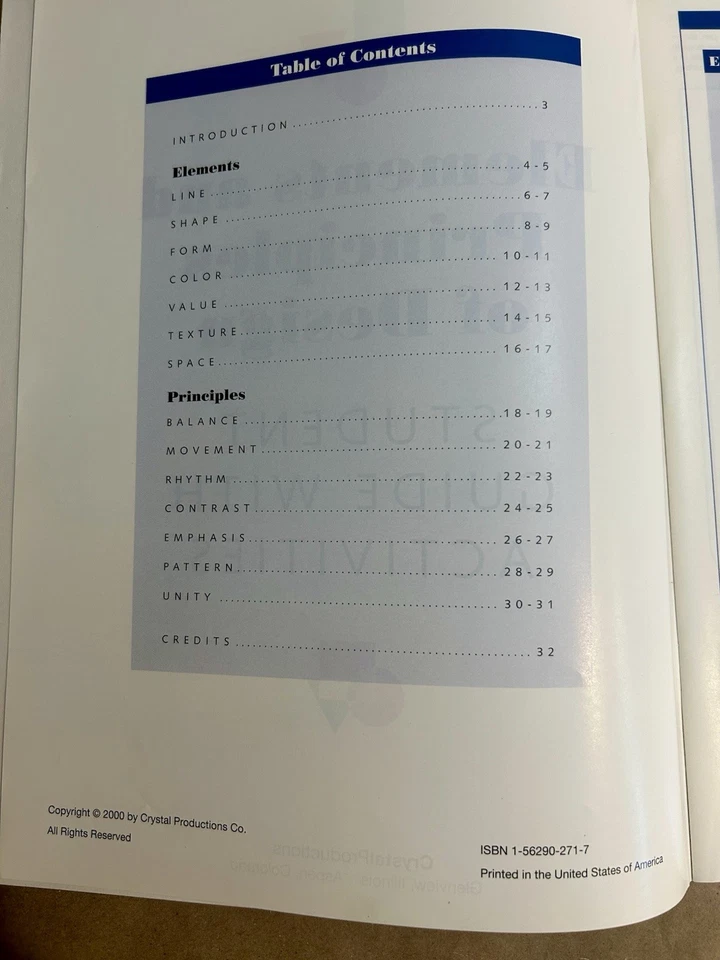 Table of Contents
INTRODUCTION ........................................ 3
Elements
LINE ........................................ 4-5
SHAPE ........................................ 6-7
FORM ........................................ 8-9
COLOR ........................................ 10-11
VALUE ........................................ 12-13
TEXTURE ........................................ 14-15
SPACE ........................................ 16-17
Principles
BALANCE ........................................ 18-19
MOVEMENT ........................................ 20-21
RHYTHM ........................................ 22-23
CONTRAST ........................................ 24-25
EMPHASIS ........................................ 26-27
PATTERN ........................................ 28-29
UNITY ........................................ 30-31
CREDITS ........................................ 32
Copyright © 2000 by Crystal Productions Co.
All Rights Reserved
ISBN 1-56290-271-7
Printed in the United States of America
E